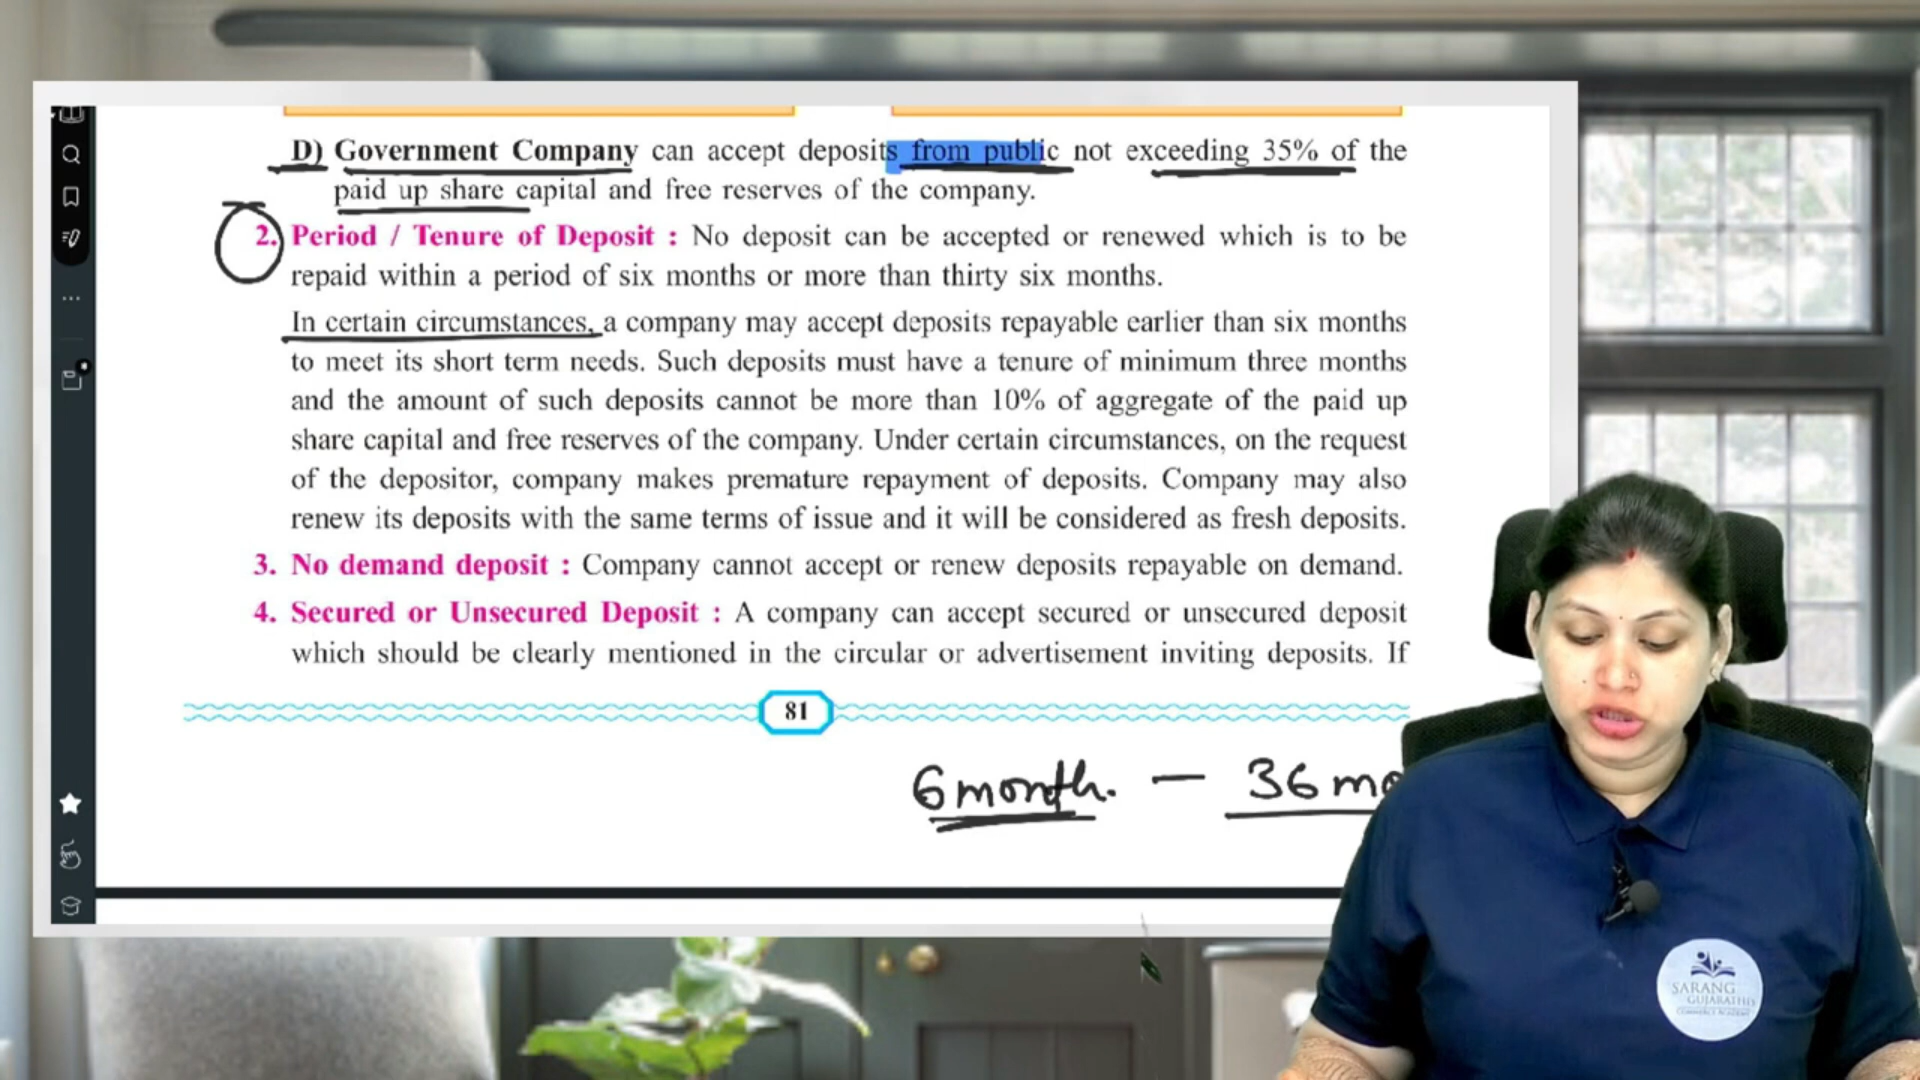 D) Government Company can accept deposits from public not exceeding 35% of the
paid up share capital and free reserves of the company.
2. Period / Tenure of Deposit : No deposit can be accepted or renewed which is to be
repaid within a period of six months or more than thirty six months.
In certain circumstances, a company may accept deposits repayable earlier than six months
to meet its short term needs. Such deposits must have a tenure of minimum three months
and the amount of such deposits cannot be more than 10% of aggregate of the paid up
share capital and free reserves of the company. Under certain circumstances, on the request
of the depositor, company makes premature repayment of deposits. Company may also
renew its deposits with the same terms of issue and it will be considered as fresh deposits.
3. No demand deposit : Company cannot accept or renew deposits repayable on demand.
4. Secured or Unsecured Deposit : A company can accept secured or unsecured deposit
which should be clearly mentioned in the circular or advertisement inviting deposits. If
81
6 month. — 36 mo
SARANG
GUJARATHI'S
COMMERCE ACADEMY